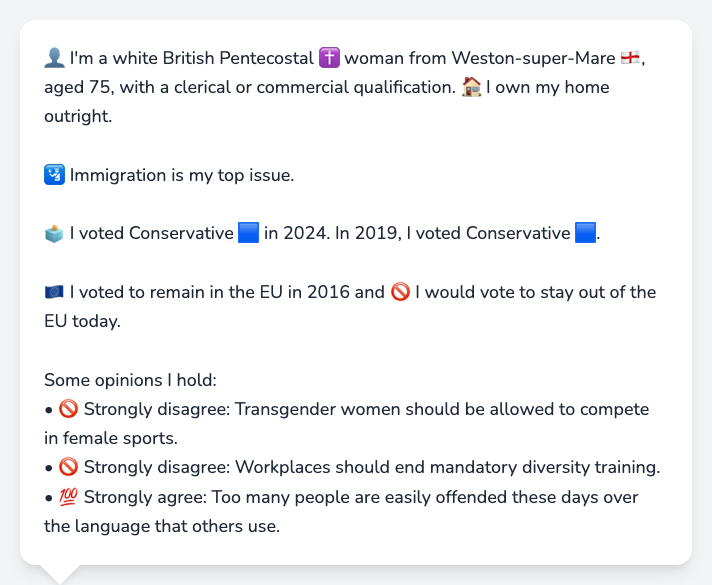 👤 I'm a white British Pentecostal ✝️ woman from Weston-super-Mare 🏴󠁧󠁢󠁥󠁮󠁧󠁿,
aged 75, with a clerical or commercial qualification. 🏠 I own my home
outright.
🛂 Immigration is my top issue.
🗳️ I voted Conservative 🟦 in 2024. In 2019, I voted Conservative 🟦.
🇪🇺 I voted to remain in the EU in 2016 and 🚫 I would vote to stay out of the
EU today.
Some opinions I hold:
• 🚫 Strongly disagree: Transgender women should be allowed to compete
in female sports.
• 🚫 Strongly disagree: Workplaces should end mandatory diversity training.
• 💯 Strongly agree: Too many people are easily offended these days over
the language that others use.